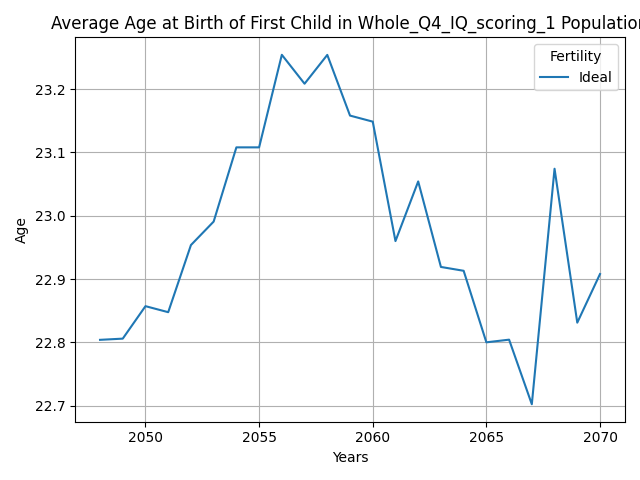 Average Age at Birth of First Child in Whole_Q4_IQ_scoring_1 Population
Fertility
Ideal
Age
23.2
23.1
23.0
22.9
22.8
22.7
2050 2055 2060 2065 2070
Years